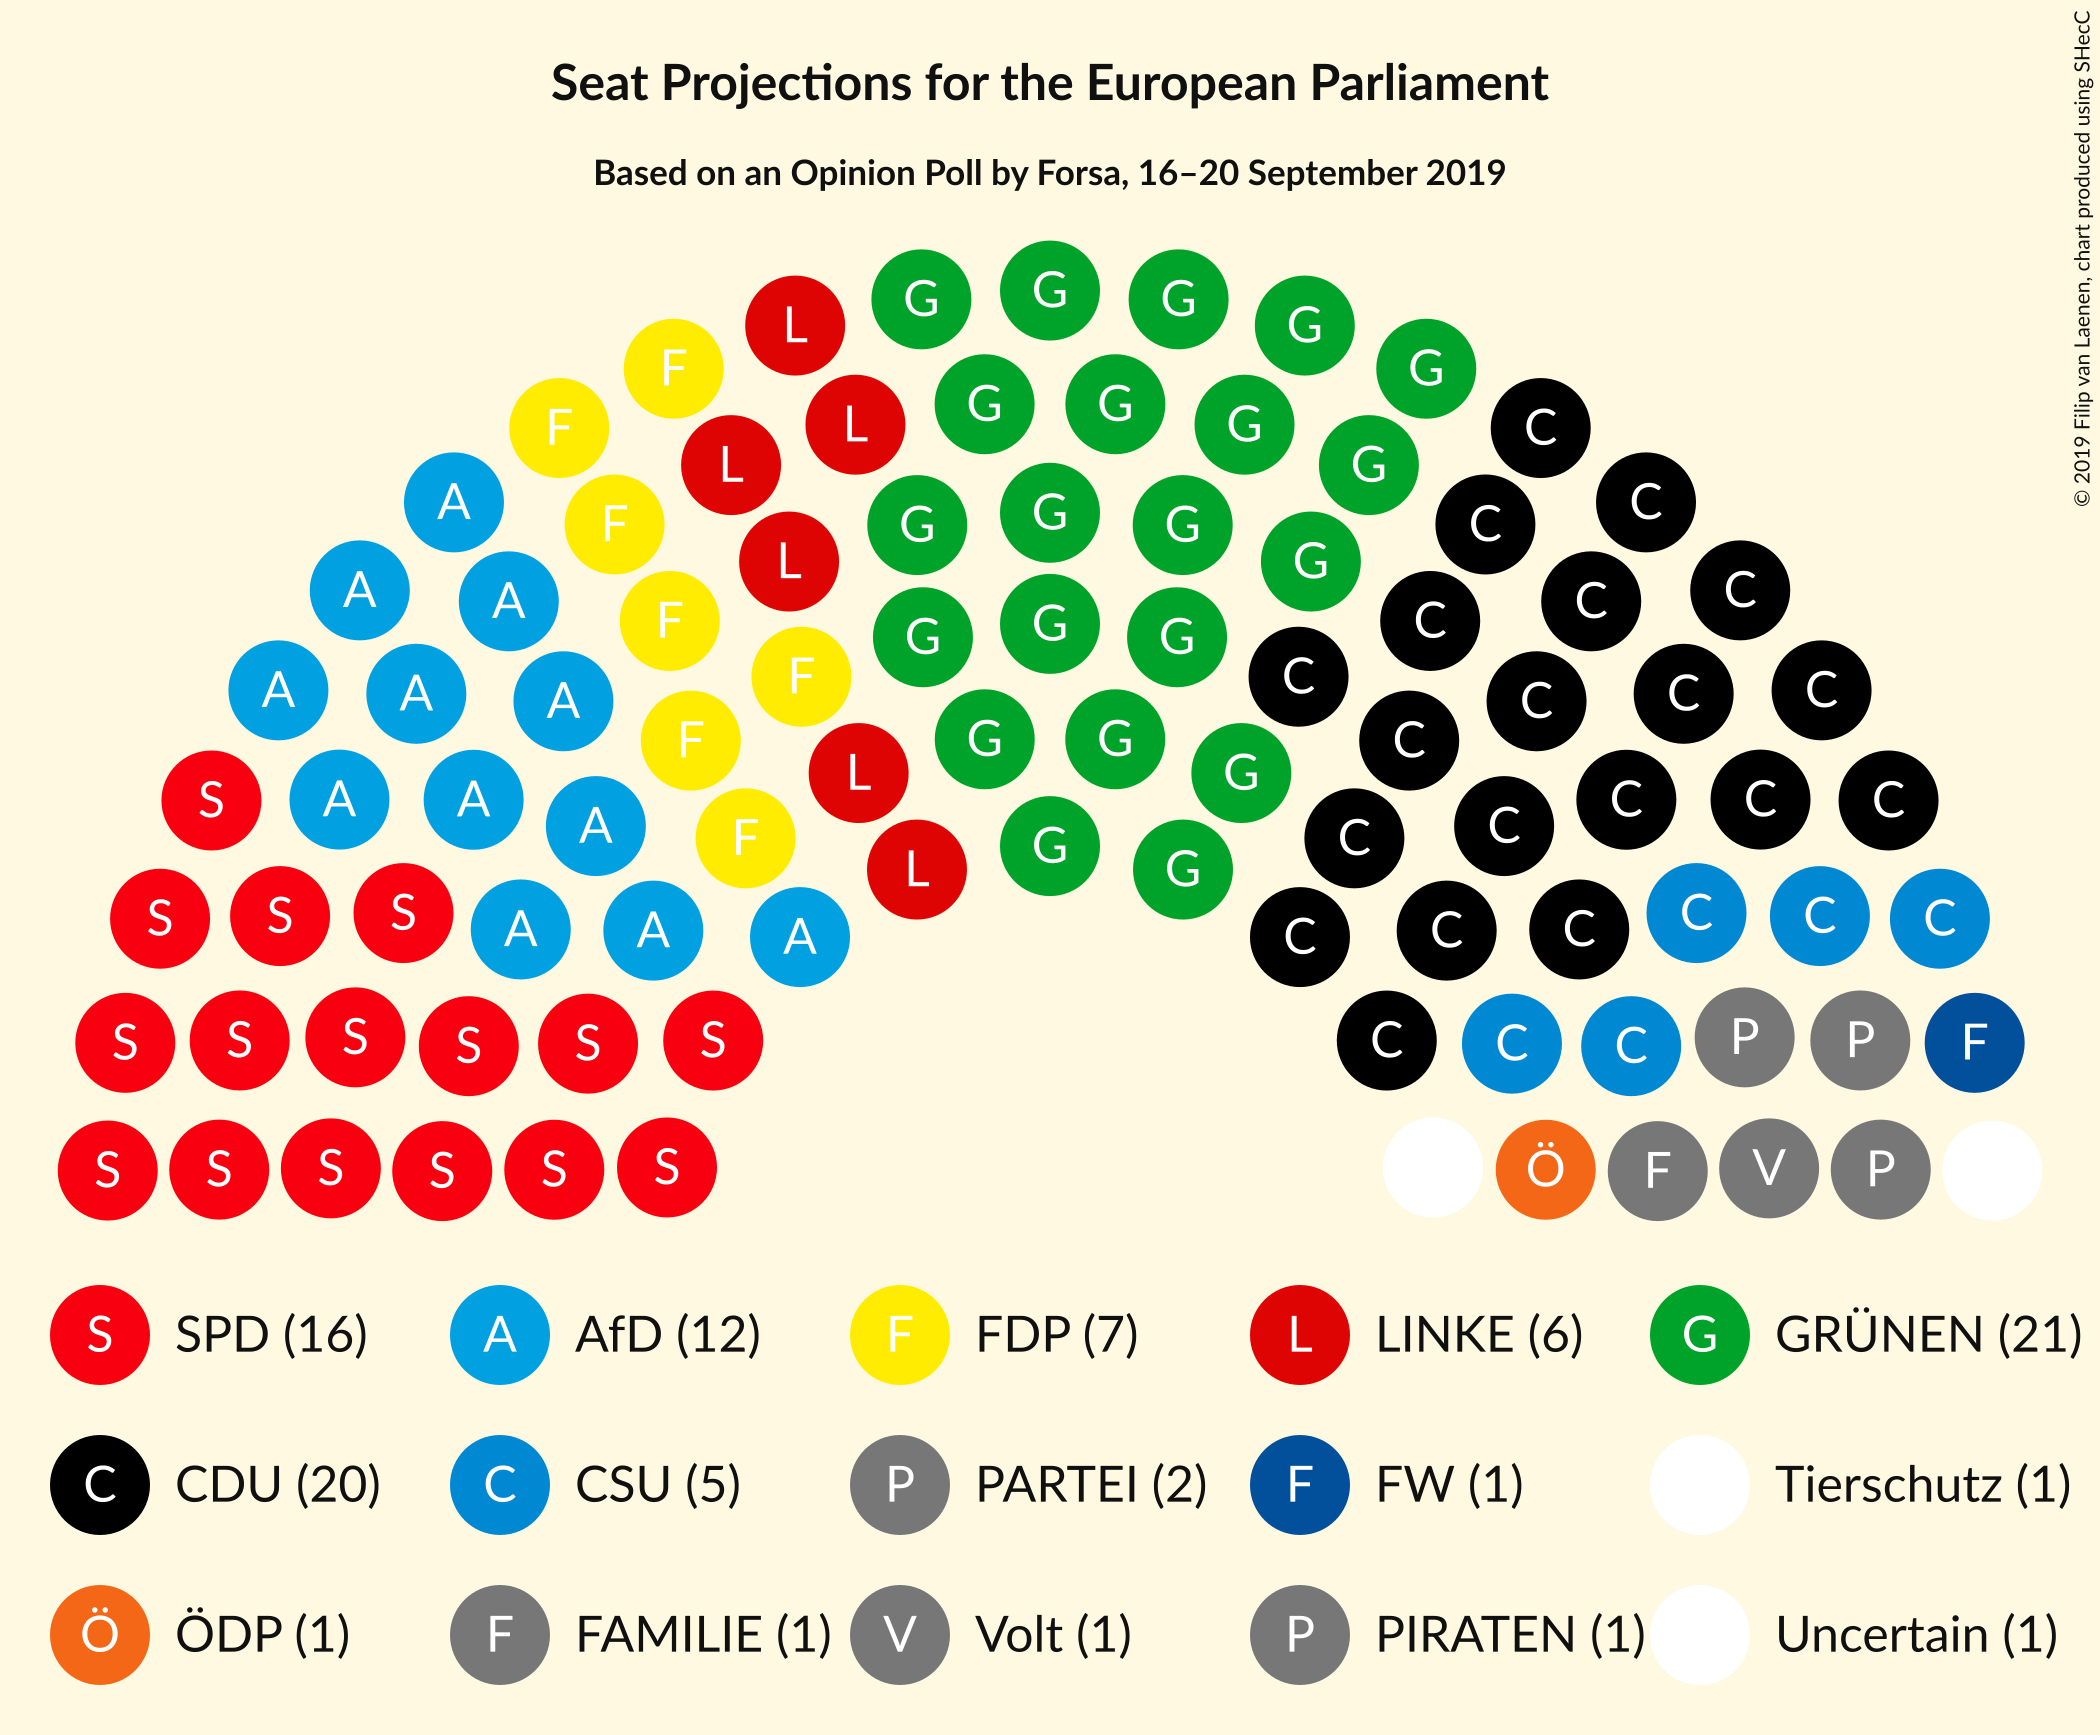 Seat Projections for the European Parliament
Based on an Opinion Poll by Forsa, 16–20 September 2019
© 2019 Filip van Laenen, chart produced using SHecC
G
L G G
G
F G
F L G G G C
A F L G G C C
A A F L G G G G C C C
A A A F F G G G C C C C C
S A A A F L G G G C C C C C
S S S A A A F L G G C C C C C C
S S S S S S C C C P P F
S S S S S S Ö F V P
S SPD (16) A AfD (12) F FDP (7) L LINKE (6) G GRÜNEN (21)
C CDU (20) C CSU (5) P PARTEI (2) F FW (1) Tierschutz (1)
Ö ÖDP (1) F FAMILIE (1) V Volt (1) P PIRATEN (1) Uncertain (1)